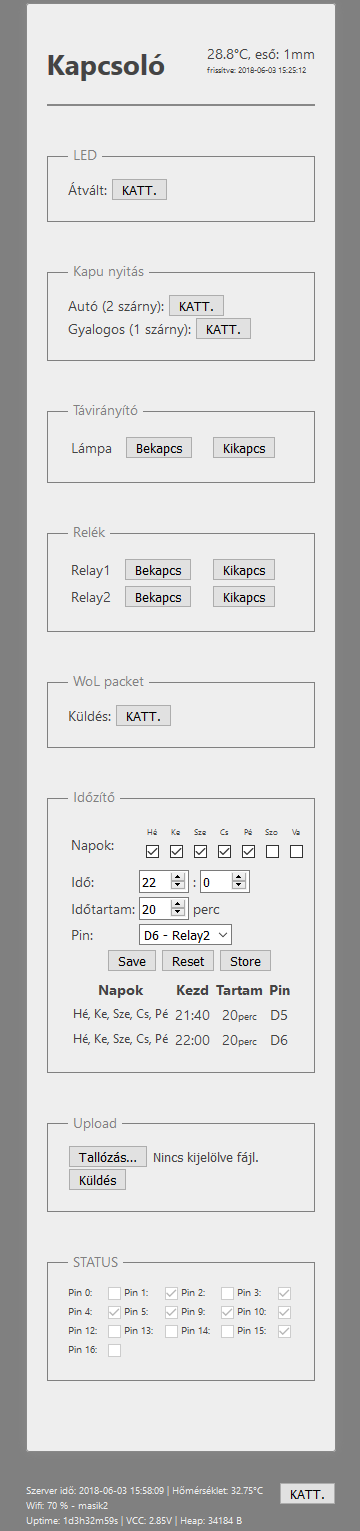 Kapcsoló
28.8°C, eső: 1mm
frissítve: 2018-06-03 15:25:12
LED
Átvált: KATT.
Kapu nyitás
Autó (2 szárny): KATT.
Gyalogos (1 szárny): KATT.
Távirányító
Lámpa Bekapcs Kikapcs
Relék
Relay1 Bekapcs Kikapcs
Relay2 Bekapcs Kikapcs
WoL packet
Küldés: KATT.
Időzítő
Hé Ke Sze Cs Pé Szo Va
Napok:
Idő: 22 : 0
Időtartam: 20 perc
Pin: D6 - Relay2
Save Reset Store
Napok Kezd Tartam Pin
Hé, Ke, Sze, Cs, Pé 21:40 20perc D5
Hé, Ke, Sze, Cs, Pé 22:00 20perc D6
Upload
Tallózás... Nincs kijelölve fájl.
Küldés
STATUS
Pin 0: Pin 1: Pin 2: Pin 3:
Pin 4: Pin 5: Pin 9: Pin 10:
Pin 12: Pin 13: Pin 14: Pin 15:
Pin 16:
Szerver idő: 2018-06-03 15:58:09 | Hőmérséklet: 32.75°C KATT.
Wifi: 70 % - masik2
Uptime: 1d3h32m59s | VCC: 2.85V | Heap: 34184 B